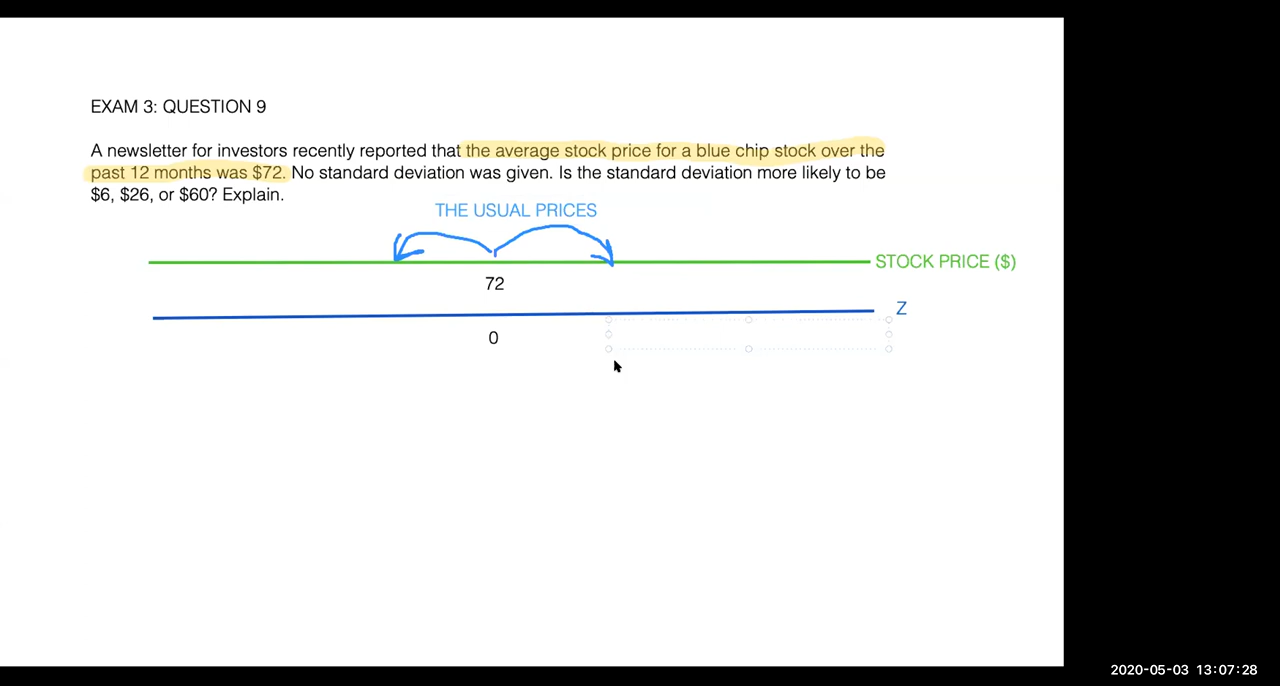 EXAM 3: QUESTION 9
A newsletter for investors recently reported that the average stock price for a blue chip stock over the
past 12 months was $72. No standard deviation was given. Is the standard deviation more likely to be
$6, $26, or $60? Explain.
THE USUAL PRICES
STOCK PRICE ($)
72
Z
0
2020-05-03 13:07:28